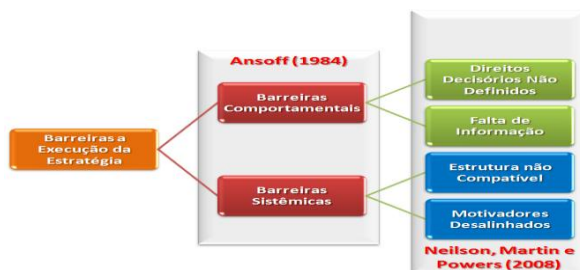 Ansoff (1984)
Direitos
Decisórios Não
Definidos
Barreiras
Comportamentais
Falta de
Informação
Barreiras a
Execução da
Estratégia
Estrutura não
Compatível
Barreiras
Sistêmicas
Motivadores
Desalinhados
Neilson, Martin e
Powers (2008)